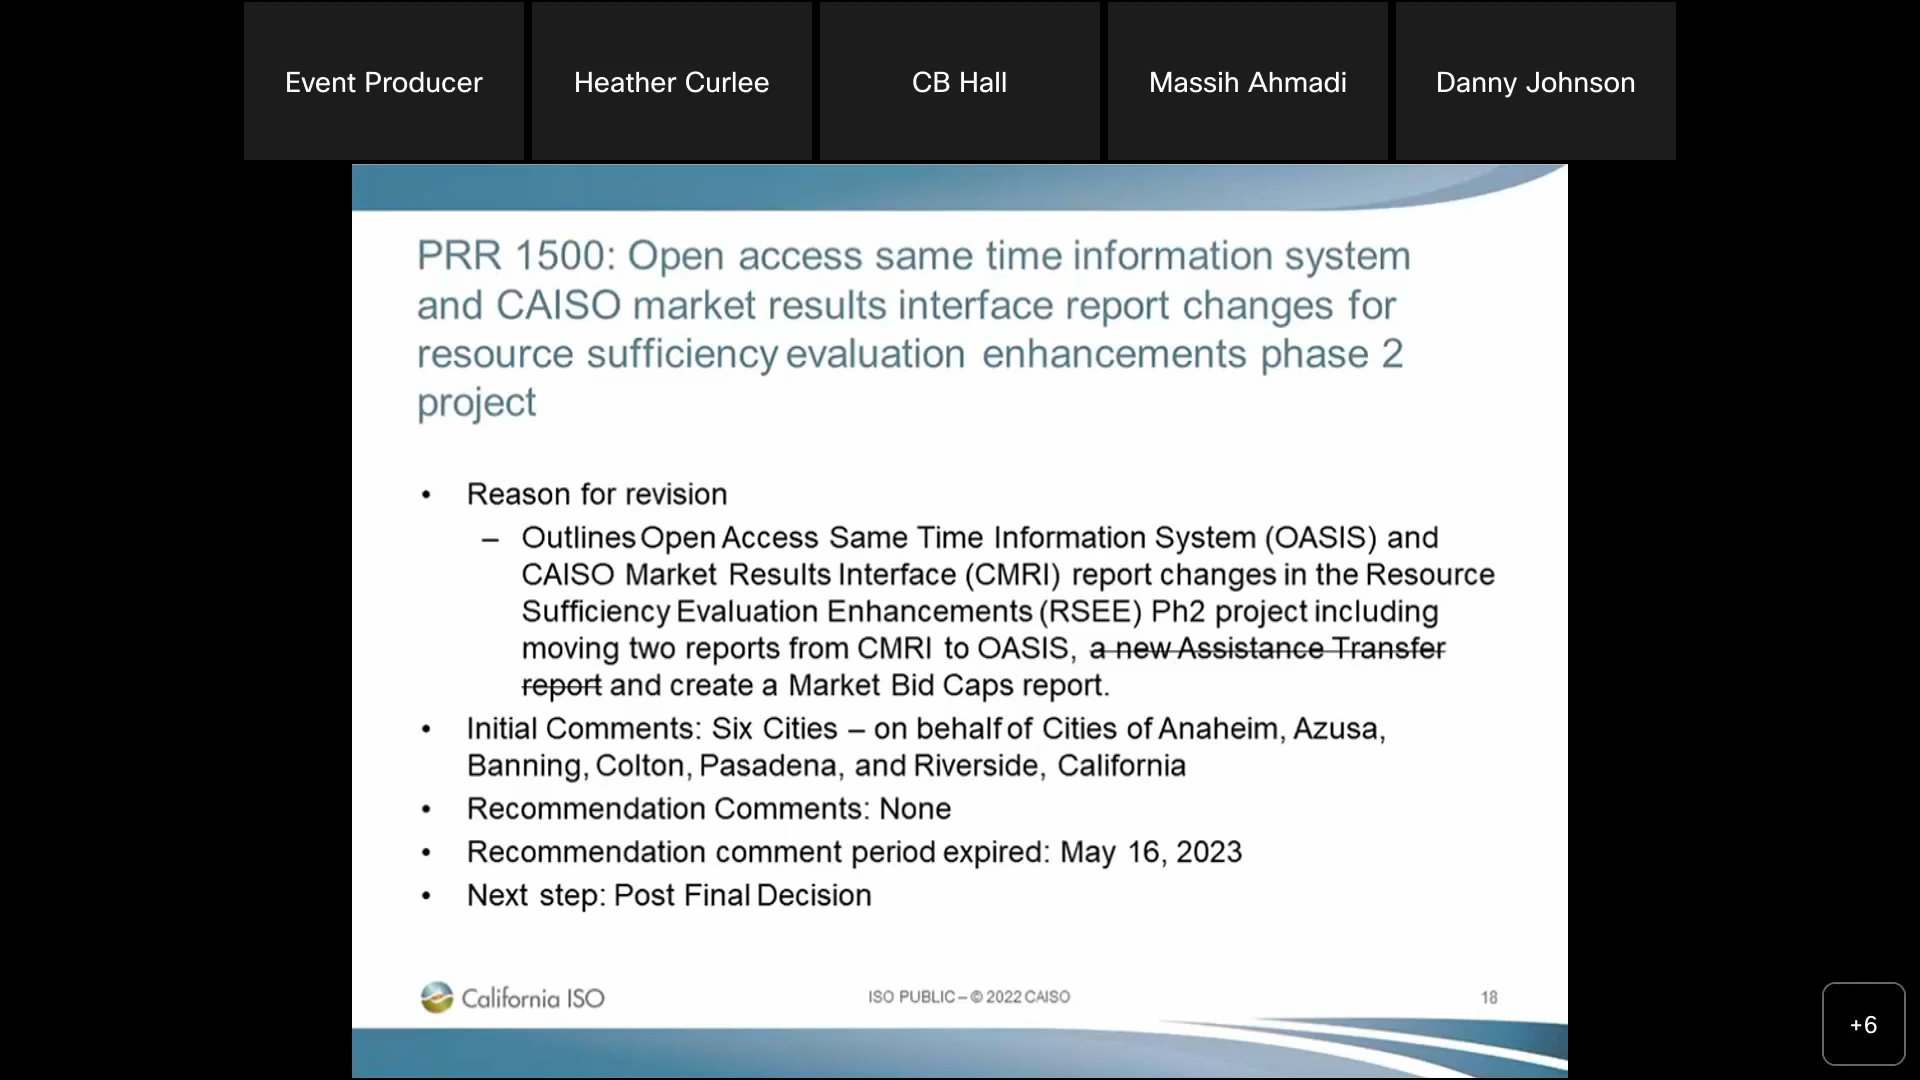 Event Producer
Heather Curlee
CB Hall
Massih Ahmadi
Danny Johnson
PRR 1500: Open access same time information system
and CAISO market results interface report changes for
resource sufficiency evaluation enhancements phase 2
project
• Reason for revision
– Outlines Open Access Same Time Information System (OASIS) and
CAISO Market Results Interface (CMRI) report changes in the Resource
Sufficiency Evaluation Enhancements (RSEE) Ph2 project including
moving two reports from CMRI to OASIS, a new Assistance Transfer
report and create a Market Bid Caps report.
• Initial Comments: Six Cities – on behalf of Cities of Anaheim, Azusa,
Banning, Colton, Pasadena, and Riverside, California
• Recommendation Comments: None
• Recommendation comment period expired: May 16, 2023
• Next step: Post Final Decision
California ISO
ISO PUBLIC – © 2022 CAISO
18
+6